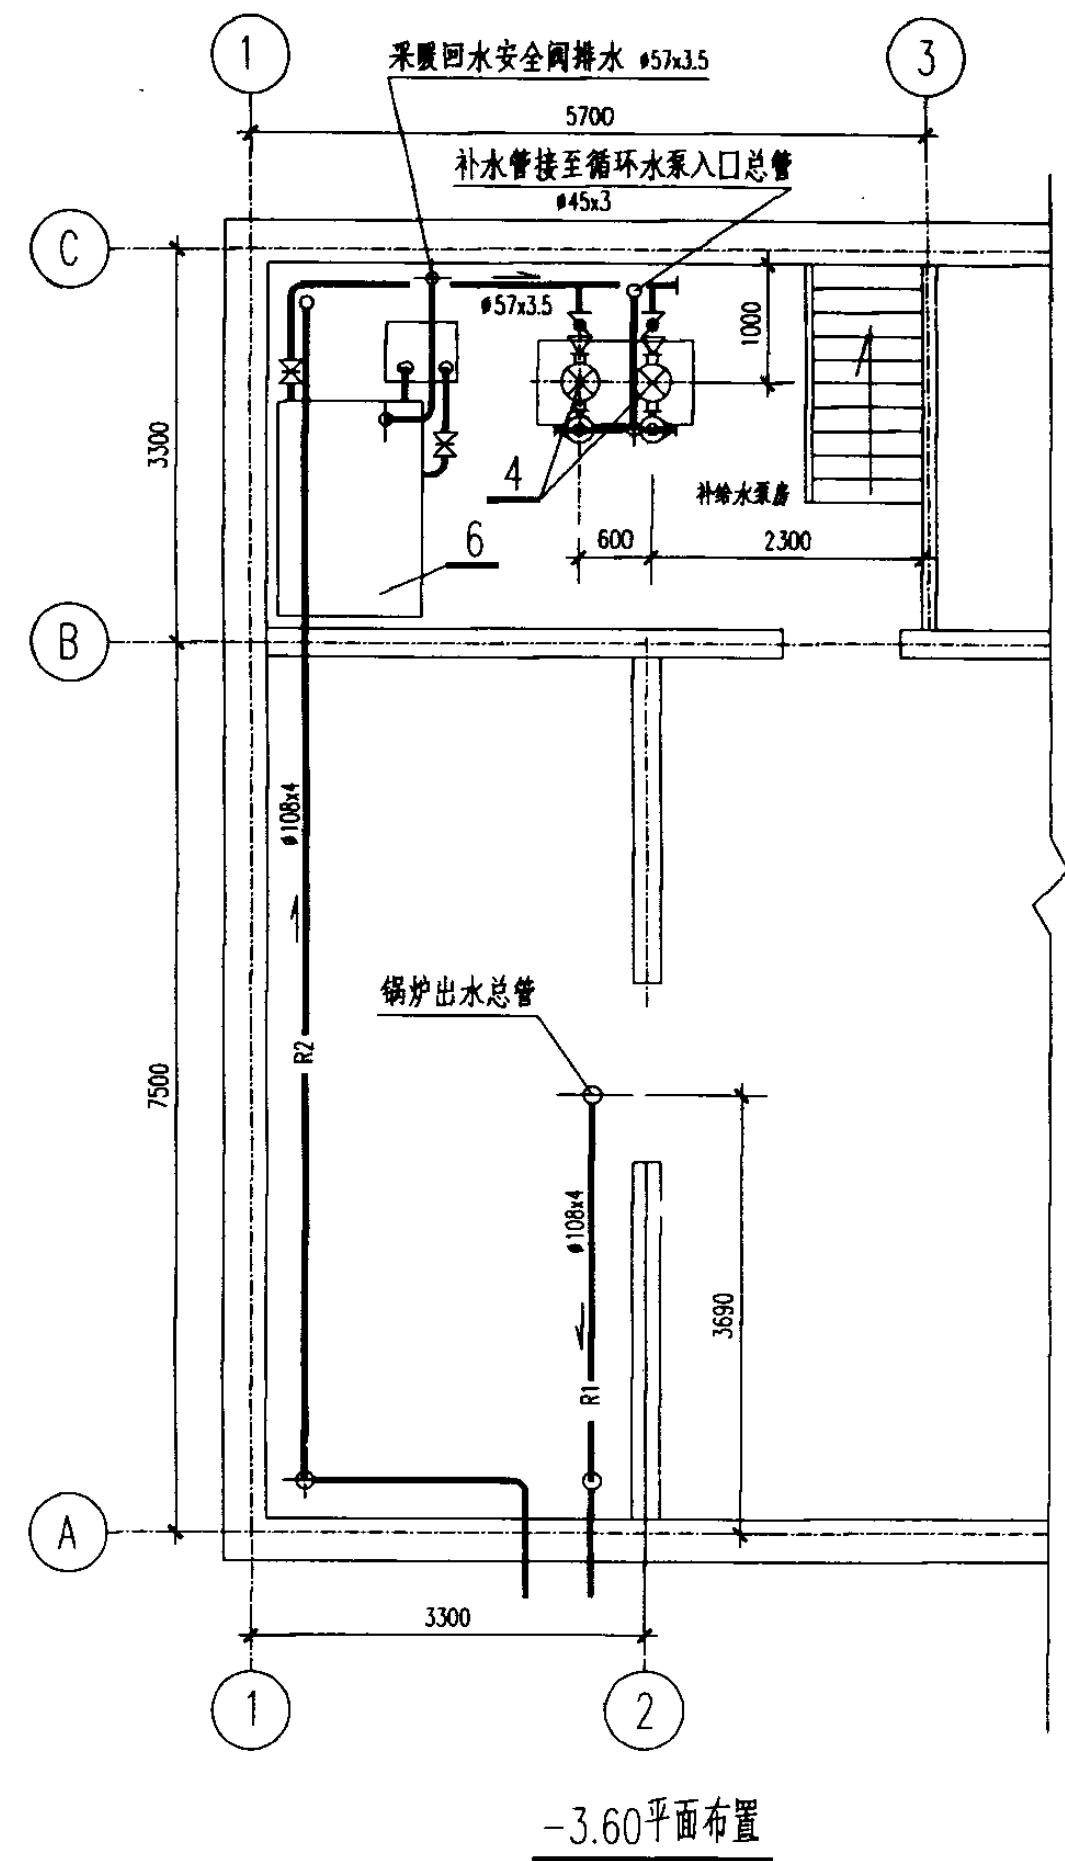 1
3
采暖回水安全阀排水 ø57x3.5
5700
补水管接至循环水泵入口总管
ø45x3
C
ø57x3.5
1000
3300
4
补给水泵房
6
600
2300
B
ø108x4
锅炉出水总管
R2
7500
ø108x4
3690
R1
A
3300
1
2
-3.60平面布置